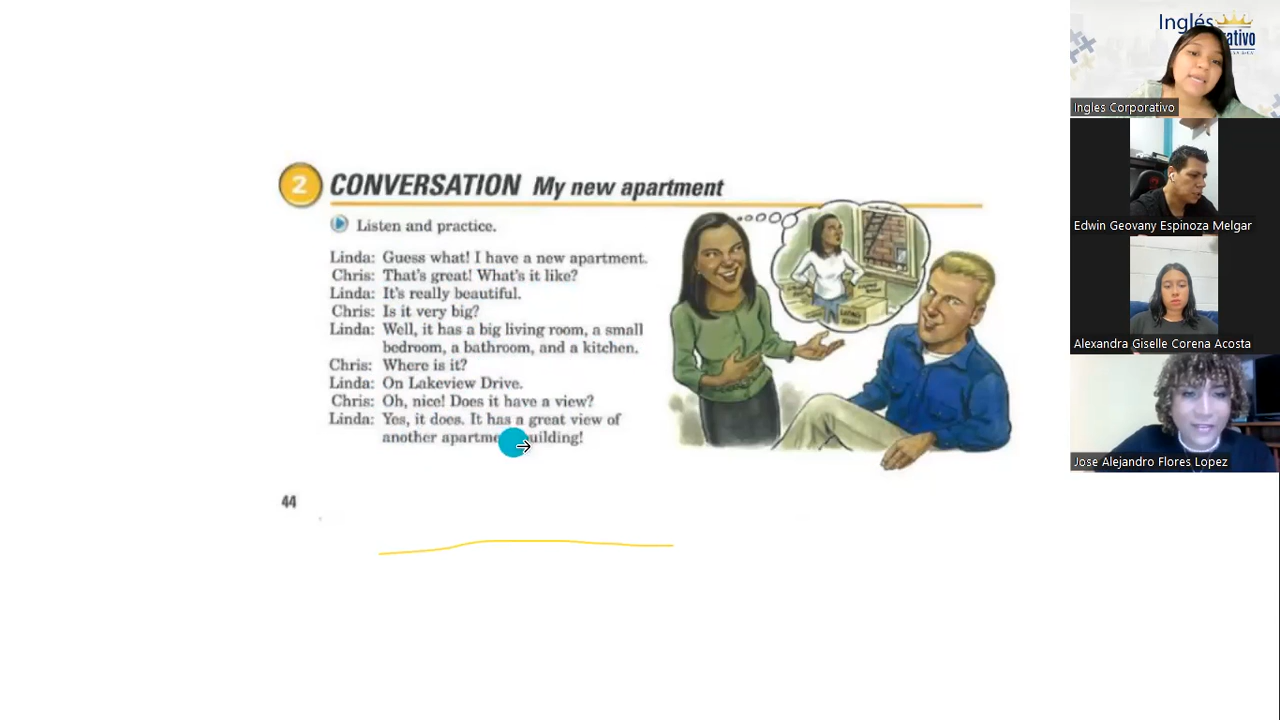 2 CONVERSATION My new apartment
Listen and practice.
Linda: Guess what! I have a new apartment.
Chris: That's great! What's it like?
Linda: It's really beautiful.
Chris: Is it very big?
Linda: Well, it has a big living room, a small
bedroom, a bathroom, and a kitchen.
Chris: Where is it?
Linda: On Lakeview Drive.
Chris: Oh, nice! Does it have a view?
Linda: Yes, it does. It has a great view of
another apartme uilding!
44
Inglés
rativo
Ingles Corporativo
Edwin Geovany Espinoza Melgar
Alexandra Giselle Corena Acosta
Jose Alejandro Flores Lopez